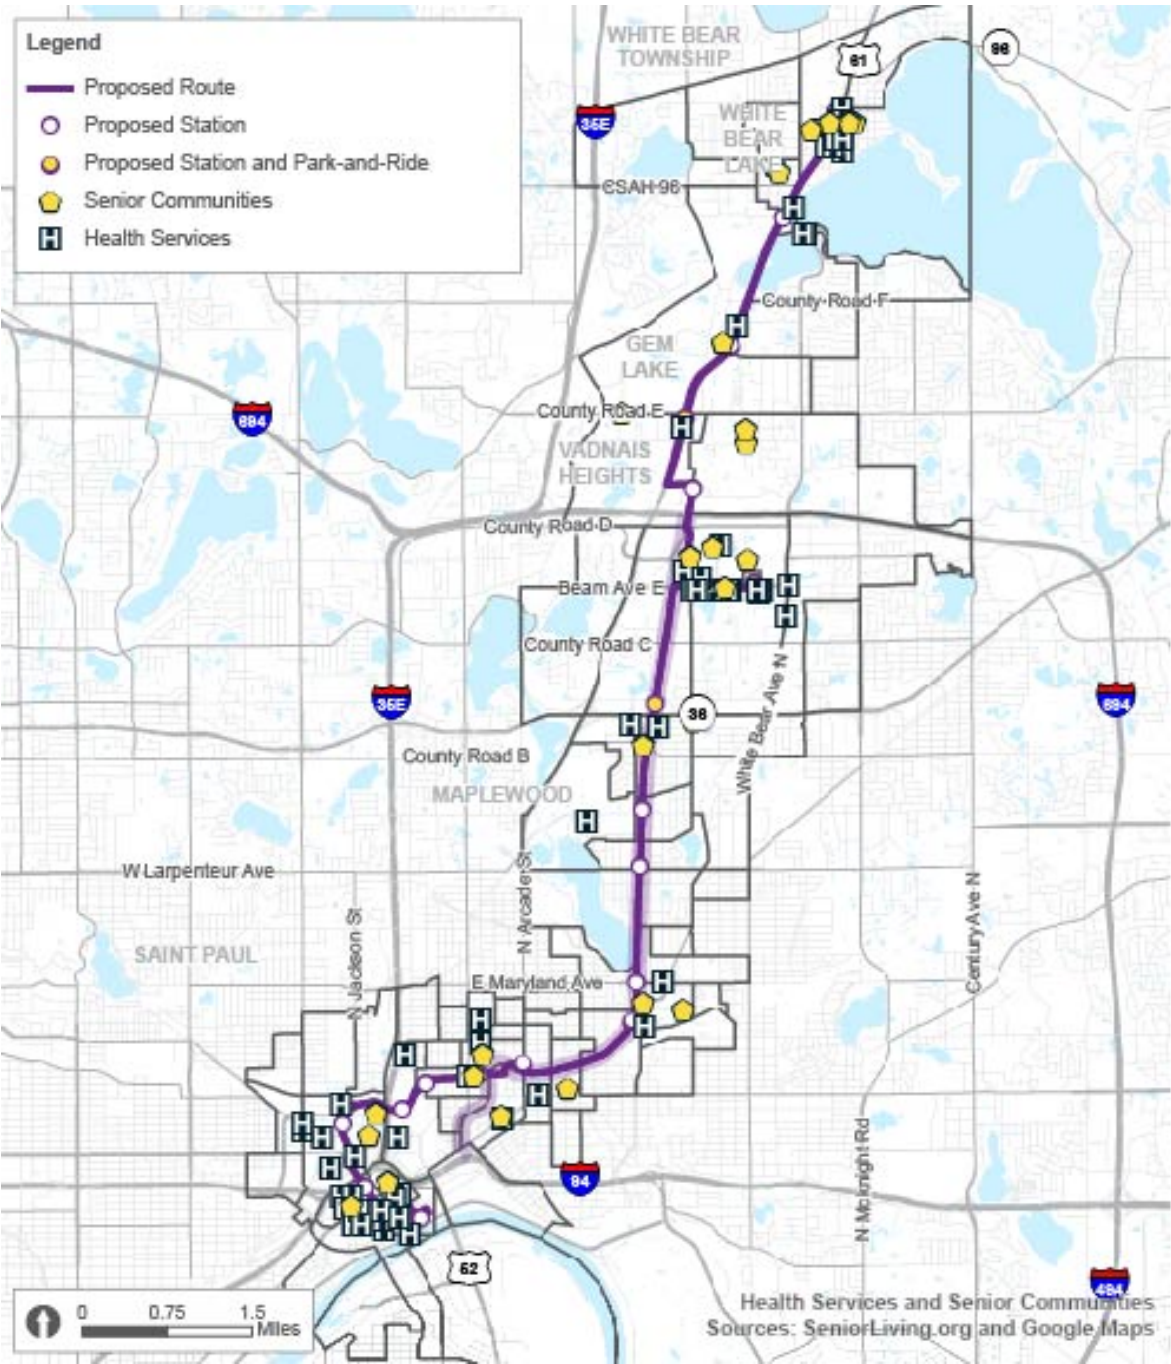 Legend
Proposed Route
Proposed Station
Proposed Station and Park-and-Ride
Senior Communities
H Health Services
WHITE BEAR
TOWNSHIP
96
61
35E
WHITE
BEAR
LAKE
CSAH 96
County Road F
GEM
LAKE
694
County Road E
VADNAIS
HEIGHTS
County Road D
Beam Ave E
County Road C
35E
36
694
White Bear Ave N
County Road B
MAPLEWOOD
W Larpenteur Ave
N Arcade St
Century Ave N
SAINT PAUL
N Jackson St
E Maryland Ave
N Mcknight Rd
94
52
494
0 0.75 1.5
Miles
Health Services and Senior Communities
Sources: SeniorLiving.org and Google Maps